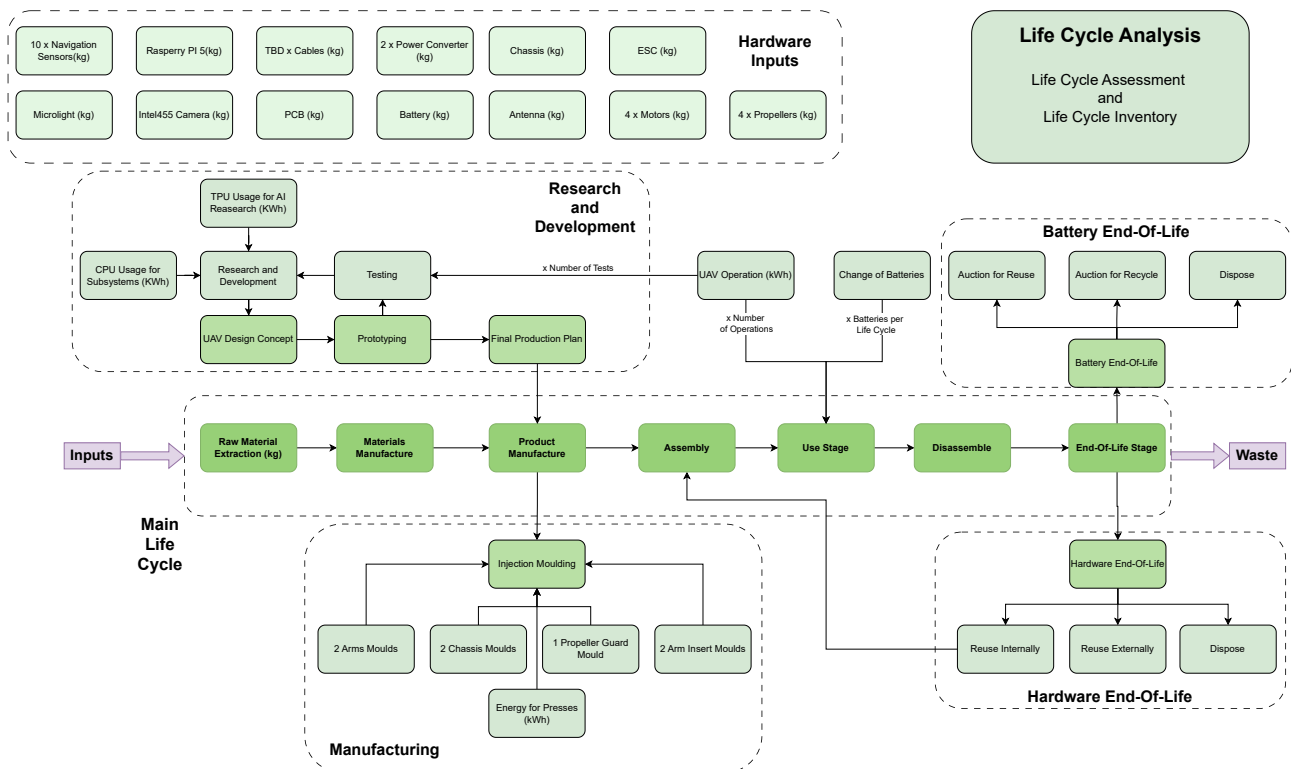 10 x Navigation
Sensors(kg)
Rasperry PI 5(kg)
TBD x Cables (kg)
2 x Power Converter
(kg)
Chassis (kg)
ESC (kg)
Hardware
Inputs
Microlight (kg)
Intel455 Camera (kg)
PCB (kg)
Battery (kg)
Antenna (kg)
4 x Motors (kg)
4 x Propellers (kg)
Life Cycle Analysis
Life Cycle Assessment
and
Life Cycle Inventory
TPU Usage for AI
Reasearch (KWh)
Research
and
Development
CPU Usage for
Subsystems (KWh)
Research and
Development
Testing
x Number of Tests
UAV Operation (kWh)
Change of Batteries
UAV Design Concept
Prototyping
Final Production Plan
x Number
of Operations
x Batteries per
Life Cycle
Battery End-Of-Life
Auction for Reuse
Auction for Recycle
Dispose
Battery End-Of-Life
Inputs
Raw Material
Extraction (kg)
Materials
Manufacture
Product
Manufacture
Assembly
Use Stage
Disassemble
End-Of-Life Stage
Waste
Main
Life
Cycle
Injection Moulding
2 Arms Moulds
2 Chassis Moulds
1 Propeller Guard
Mould
2 Arm Insert Moulds
Energy for Presses
(kWh)
Manufacturing
Hardware End-Of-Life
Reuse Internally
Reuse Externally
Dispose
Hardware End-Of-Life